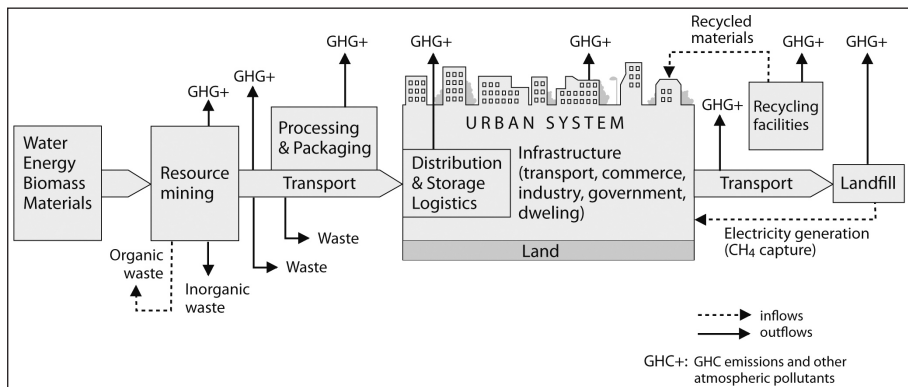 GHG+
GHG+
GHG+
GHG+
GHG+
Recycled
materials
GHG+
GHG+
GHG+
Water
Energy
Biomass
Materials
Resource
mining
Processing
& Packaging
Transport
URBAN SYSTEM
Distribution
& Storage
Logistics
Infrastructure
(transport, commerce,
industry, government,
dweling)
Land
Recycling
facilities
Transport
Landfill
Electricity generation
(CH4 capture)
Organic
waste
Inorganic
waste
Waste
Waste
inflows
outflows
GHC+: GHC emissions and other
atmospheric pollutants